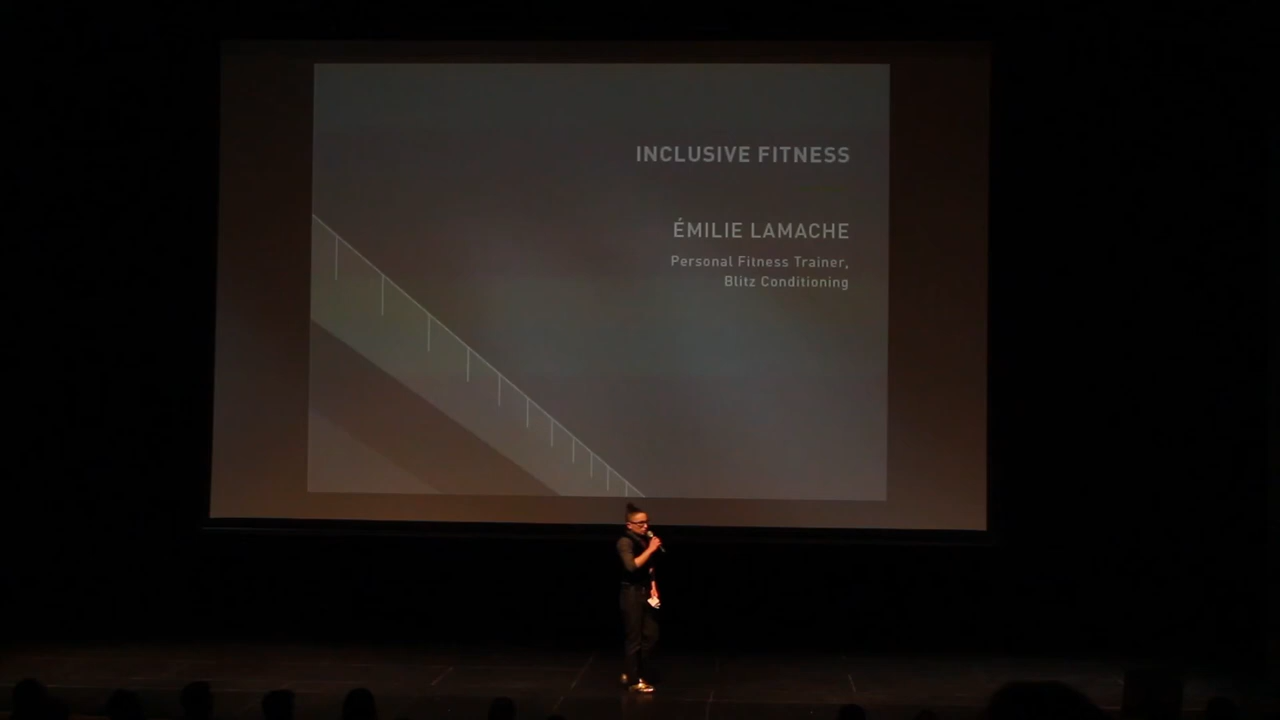 INCLUSIVE FITNESS
ÉMILIE LAMACHE
Personal Fitness Trainer,
Blitz Conditioning